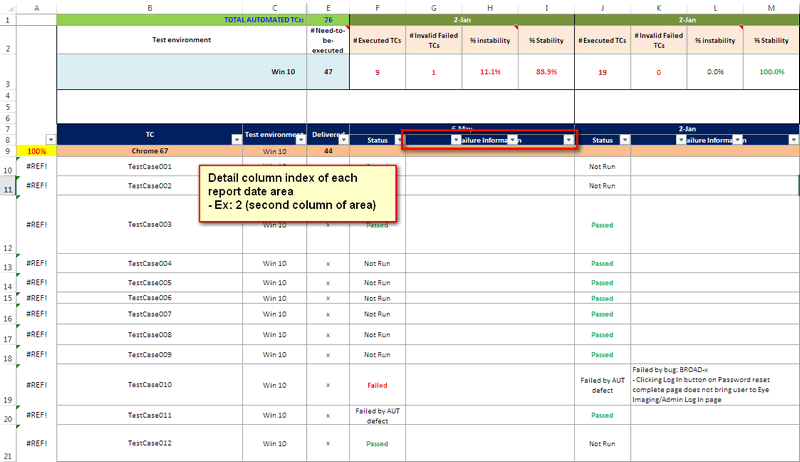 A B C E F G H I J K L M
1 TOTAL AUTOMATED TCs: 76 2-Jan 2-Jan
2 Test environment # Need-to-be-executed # Executed TCs # Invalid Failed TCs % instability % Stability # Executed TCs # Invalid Failed TCs % instability % Stability
3 Win 10 47 9 1 11.1% 88.9% 19 0 0.0% 100.0%
4
5
6
7 TC Test environment Delivered 6-May 2-Jan
8 Status Failure Information Status Failure Information
9 100% Chrome 67 Win 10 44
10 #REF! TestCase001 Not Run
11 #REF! TestCase002 Not Run
Detail column index of each
report date area
- Ex: 2 (second column of area)
12 #REF! TestCase003 Win 10 x Passed Passed
13 #REF! TestCase004 Win 10 x Not Run Passed
14 #REF! TestCase005 Win 10 x Not Run Passed
15 #REF! TestCase006 Win 10 x Not Run Passed
16 #REF! TestCase007 Win 10 x Not Run Passed
17 #REF! TestCase008 Win 10 x Not Run Passed
18 #REF! TestCase009 Win 10 x Not Run Passed
19 #REF! TestCase010 Win 10 x Failed Failed by AUT defect
Failed by bug: BROAD-x
- Clicking Log In button on Password reset
complete page does not bring user to Eye
Imaging/Admin Log In page
20 #REF! TestCase011 Win 10 x Failed by AUT defect Passed
21 #REF! TestCase012 Win 10 x Passed Not Run